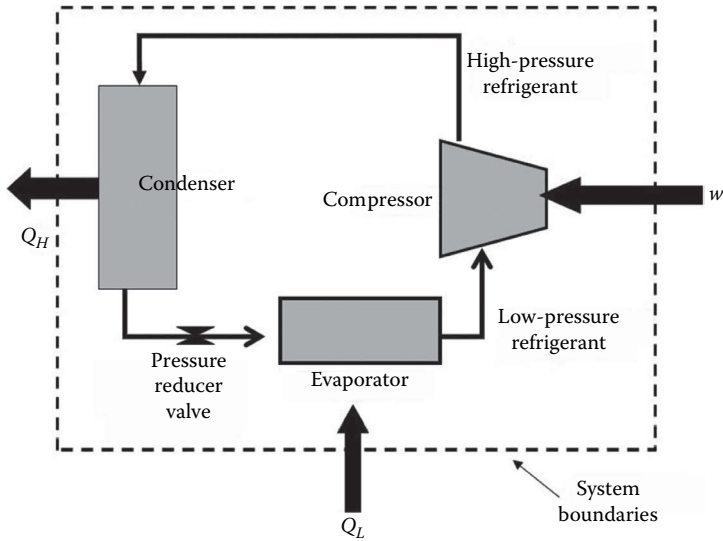 High-pressure
refrigerant
Condenser
Compressor
w
Q_H
Low-pressure
refrigerant
Pressure
reducer
valve
Evaporator
System
boundaries
Q_L